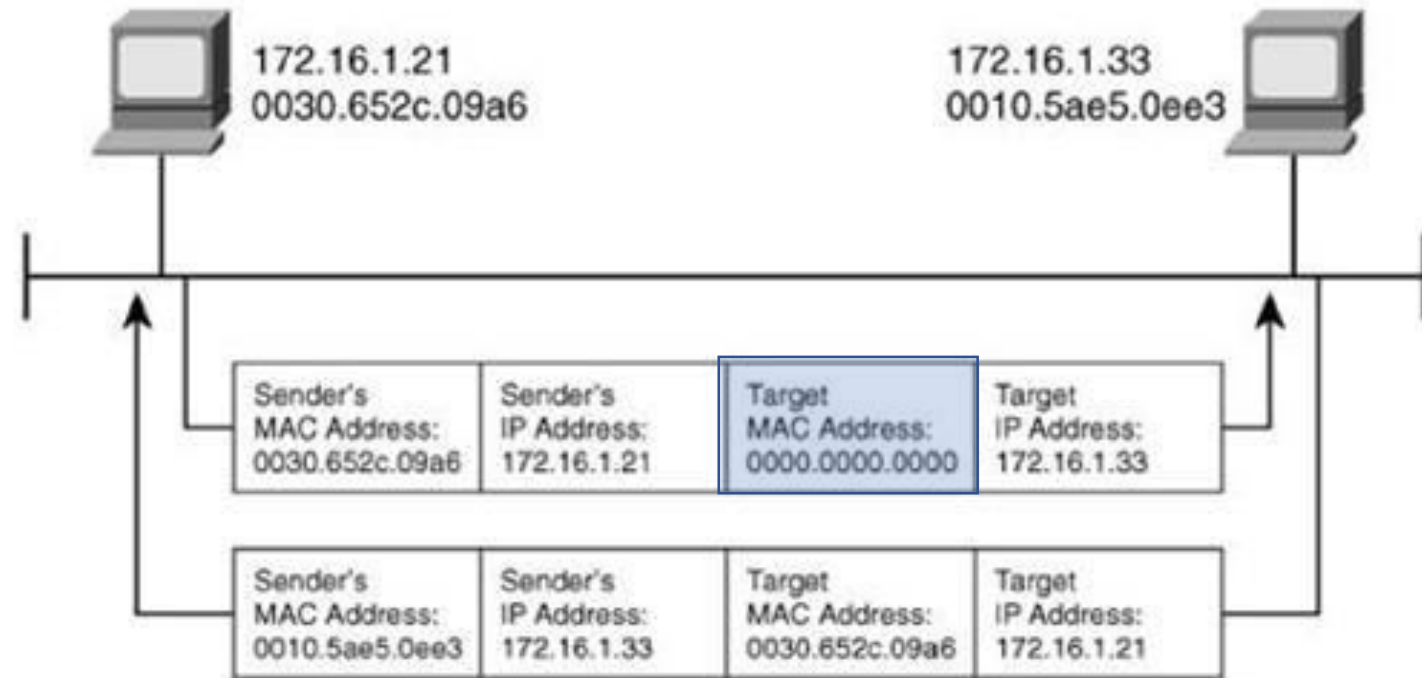 172.16.1.21
0030.652c.09a6
172.16.1.33
0010.5ae5.0ee3
Sender's
MAC Address:
0030.652c.09a6
Sender's
IP Address:
172.16.1.21
Target
MAC Address:
0000.0000.0000
Target
IP Address:
172.16.1.33
Sender's
MAC Address:
0010.5ae5.0ee3
Sender's
IP Address:
172.16.1.33
Target
MAC Address:
0030.652c.09a6
Target
IP Address:
172.16.1.21